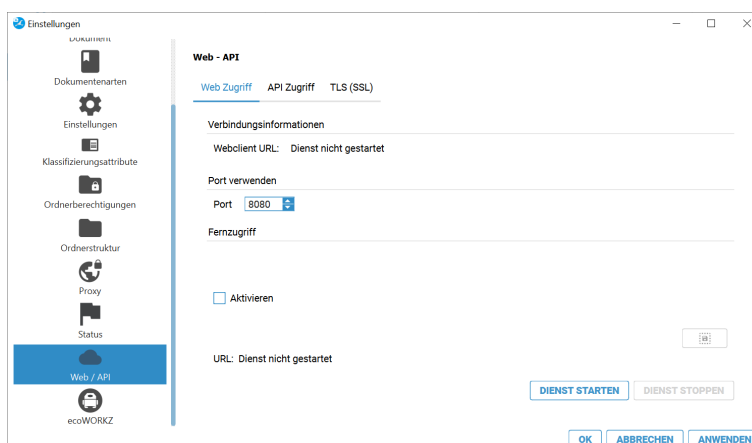 Einstellungen
Dokument
Dokumentenarten
Einstellungen
Klassifizierungsattribute
Ordnerberechtigungen
Ordnerstruktur
Proxy
Status
Web / API
ecoWORKZ
Web - API
Web Zugriff API Zugriff TLS (SSL)
Verbindungsinformationen
Webclient URL: Dienst nicht gestartet
Port verwenden
Port 8080
Fernzugriff
Aktivieren
URL: Dienst nicht gestartet
DIENST STARTEN DIENST STOPPEN
OK ABBRECHEN ANWENDEN